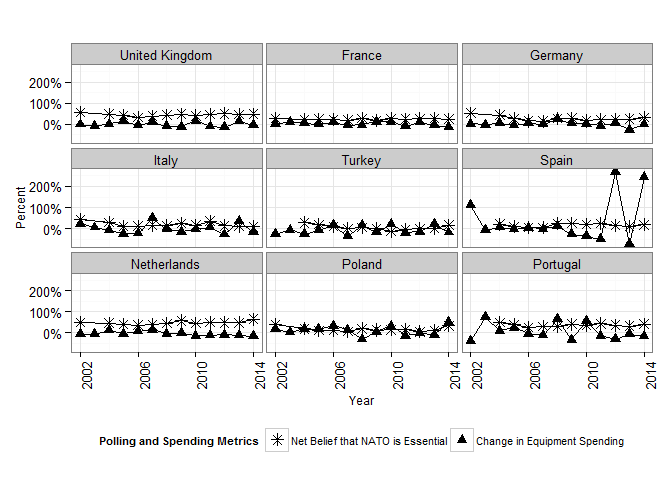 United Kingdom France Germany
200%
100%
0%
Italy Turkey Spain
200%
100%
0%
Netherlands Poland Portugal
200%
100%
0%
Percent
2002 2006 2010 2014 2002 2006 2010 2014 2002 2006 2010 2014
Year
Polling and Spending Metrics Net Belief that NATO is Essential Change in Equipment Spending